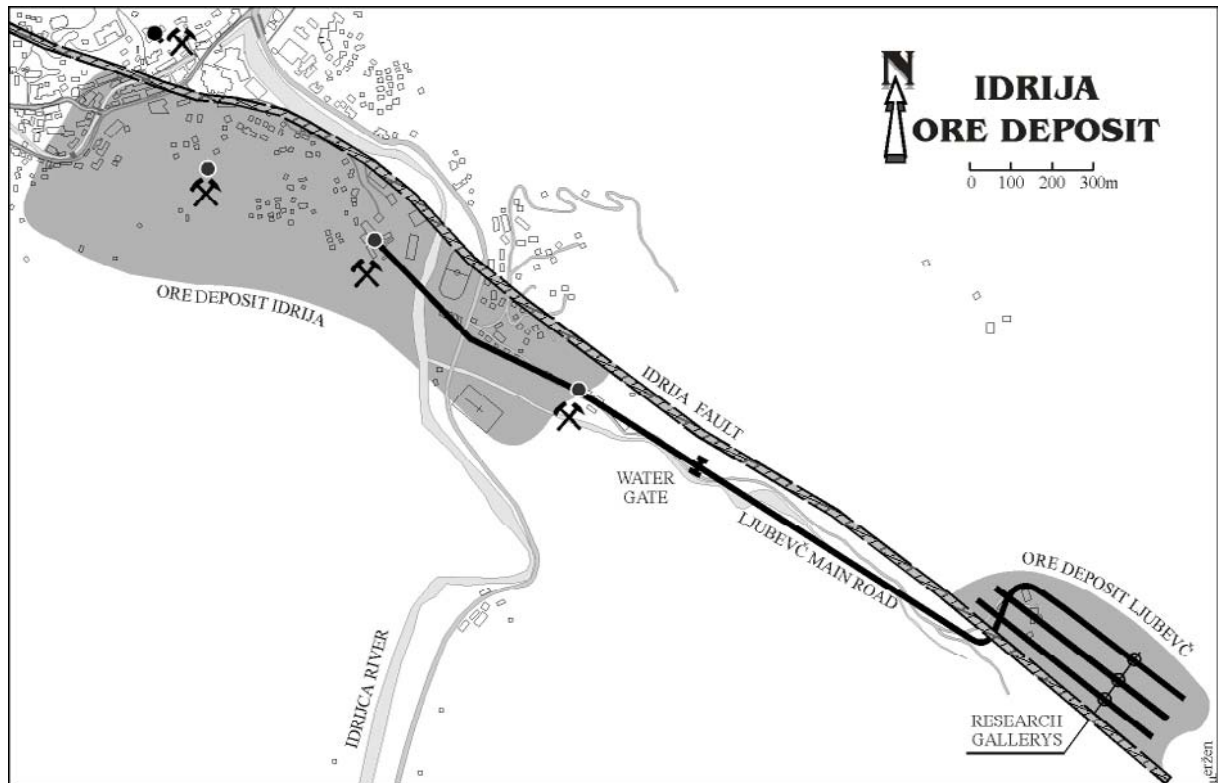 N
IDRIJA
ORE DEPOSIT
0 100 200 300m
ORE DEPOSIT IDRIJA
IDRIJA FAULT
WATER
GATE
LJUBEVČ MAIN ROAD
ORE DEPOSIT LJUBEVČ
IDRIJCA RIVER
RESEARCH
GALLERYS